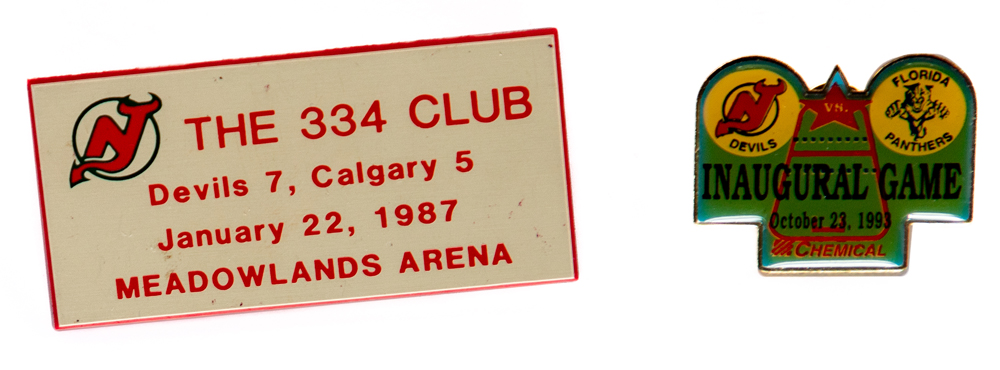 THE 334 CLUB
Devils 7, Calgary 5
January 22, 1987
MEADOWLANDS ARENA
DEVILS
VS.
FLORIDA
PANTHERS
INAUGURAL GAME
October 23, 1993
CHEMICAL